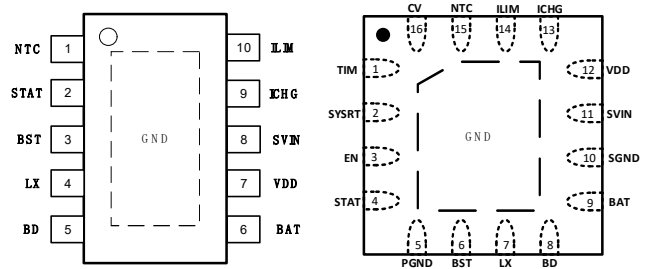 NTC 1 10 ILIM
STAT 2 9 ICHG
BST 3 GND 8 SVIN
LX 4 7 VDD
BD 5 6 BAT
CV NTC ILIM ICHG
16 15 14 13
TIM 1 12 VDD
SYSRT 2 11 SVIN
GND
EN 3 10 SGND
STAT 4 9 BAT
5 6 7 8
PGND BST LX BD